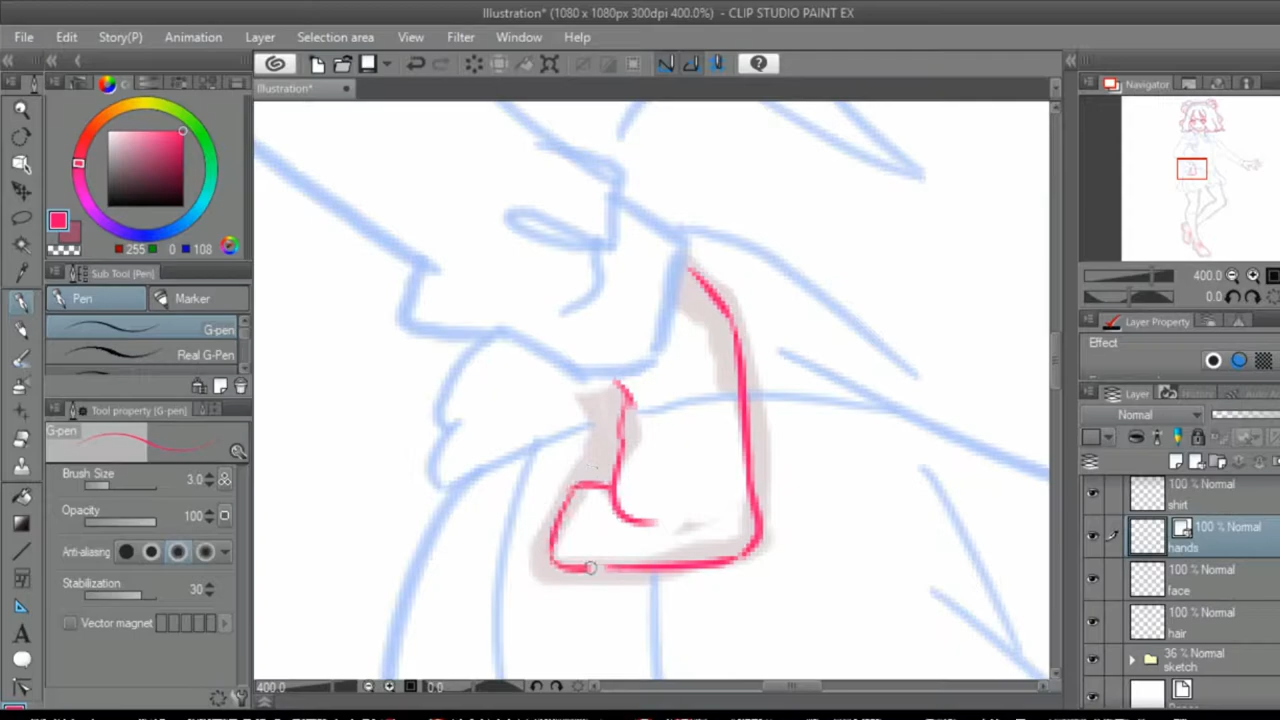 Illustration* (1080 x 1080px 300dpi 400.0%) - CLIP STUDIO PAINT EX
File Edit Story(P) Animation Layer Selection area View Filter Window Help
Illustration*
Navigator
255 0 108
400.0
0.0
Sub Tool [Pen]
Pen Marker
G-pen
Real G-Pen
Layer Property
Effect
Tool property [G-pen]
G-pen
Brush Size 3.0
Opacity 100
Anti-aliasing
Stabilization 30
Vector magnet
Layer
Normal
100 % Normal
shirt
100 % Normal
hands
100 % Normal
face
100 % Normal
hair
36 % Normal
sketch
400.0 0.0